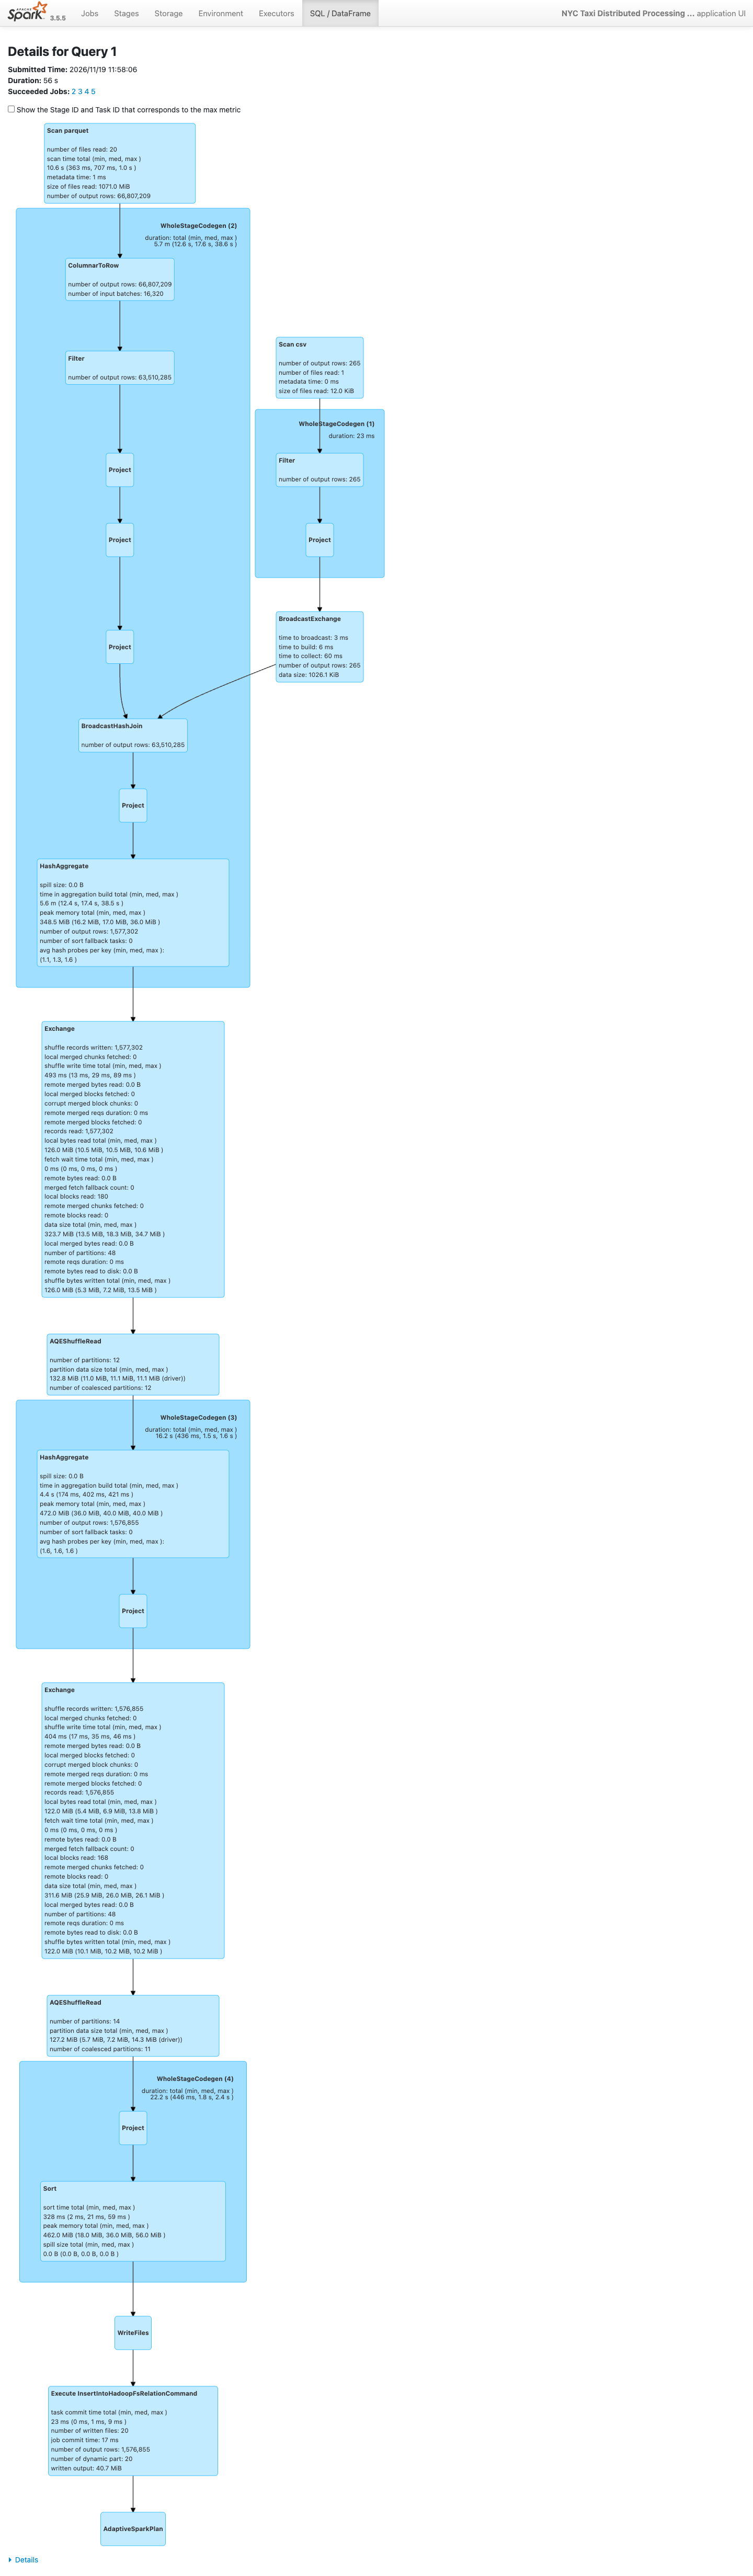 APACHE
Spark 3.5.5
Jobs
Stages
Storage
Environment
Executors
SQL / DataFrame
NYC Taxi Distributed Processing ... application UI
Details for Query 1
Submitted Time: 2026/11/19 11:58:06
Duration: 56 s
Succeeded Jobs: 2 3 4 5
Show the Stage ID and Task ID that corresponds to the max metric
Scan parquet
number of files read: 20
scan time total (min, med, max )
10.6 s (363 ms, 707 ms, 1.0 s )
metadata time: 1 ms
size of files read: 1071.0 MiB
number of output rows: 66,807,209
WholeStageCodegen (2)
duration: total (min, med, max )
5.7 m (12.6 s, 17.6 s, 38.6 s )
ColumnarToRow
number of output rows: 66,807,209
number of input batches: 16,320
Filter
number of output rows: 63,510,285
Project
Project
Project
Scan csv
number of output rows: 265
number of files read: 1
metadata time: 0 ms
size of files read: 12.0 KiB
WholeStageCodegen (1)
duration: 23 ms
Filter
number of output rows: 265
Project
BroadcastExchange
time to broadcast: 3 ms
time to build: 6 ms
time to collect: 60 ms
number of output rows: 265
data size: 1026.1 KiB
BroadcastHashJoin
number of output rows: 63,510,285
Project
HashAggregate
spill size: 0.0 B
time in aggregation build total (min, med, max )
5.6 m (12.4 s, 17.4 s, 38.5 s )
peak memory total (min, med, max )
348.5 MiB (16.2 MiB, 17.0 MiB, 36.0 MiB )
number of output rows: 1,577,302
number of sort fallback tasks: 0
avg hash probes per key (min, med, max ):
(1.1, 1.3, 1.6 )
Exchange
shuffle records written: 1,577,302
local merged chunks fetched: 0
shuffle write time total (min, med, max )
493 ms (13 ms, 29 ms, 89 ms )
remote merged bytes read: 0.0 B
local merged blocks fetched: 0
corrupt merged block chunks: 0
remote merged reqs duration: 0 ms
remote merged blocks fetched: 0
records read: 1,577,302
local bytes read total (min, med, max )
126.0 MiB (10.5 MiB, 10.5 MiB, 10.6 MiB )
fetch wait time total (min, med, max )
0 ms (0 ms, 0 ms, 0 ms )
remote bytes read: 0.0 B
merged fetch fallback count: 0
local blocks read: 180
remote merged chunks fetched: 0
remote blocks read: 0
data size total (min, med, max )
323.7 MiB (13.5 MiB, 18.3 MiB, 34.7 MiB )
local merged bytes read: 0.0 B
number of partitions: 48
remote reqs duration: 0 ms
remote bytes read to disk: 0.0 B
shuffle bytes written total (min, med, max )
126.0 MiB (5.3 MiB, 7.2 MiB, 13.5 MiB )
AQEShuffleRead
number of partitions: 12
partition data size total (min, med, max )
132.8 MiB (11.0 MiB, 11.1 MiB, 11.1 MiB (driver))
number of coalesced partitions: 12
WholeStageCodegen (3)
duration: total (min, med, max )
16.2 s (436 ms, 1.5 s, 1.6 s )
HashAggregate
spill size: 0.0 B
time in aggregation build total (min, med, max )
4.4 s (174 ms, 402 ms, 421 ms )
peak memory total (min, med, max )
472.0 MiB (36.0 MiB, 40.0 MiB, 40.0 MiB )
number of output rows: 1,576,855
number of sort fallback tasks: 0
avg hash probes per key (min, med, max ):
(1.6, 1.6, 1.6 )
Project
Exchange
shuffle records written: 1,576,855
local merged chunks fetched: 0
shuffle write time total (min, med, max )
404 ms (17 ms, 35 ms, 46 ms )
remote merged bytes read: 0.0 B
local merged blocks fetched: 0
corrupt merged block chunks: 0
remote merged reqs duration: 0 ms
remote merged blocks fetched: 0
records read: 1,576,855
local bytes read total (min, med, max )
122.0 MiB (5.4 MiB, 6.9 MiB, 13.8 MiB )
fetch wait time total (min, med, max )
0 ms (0 ms, 0 ms, 0 ms )
remote bytes read: 0.0 B
merged fetch fallback count: 0
local blocks read: 168
remote merged chunks fetched: 0
remote blocks read: 0
data size total (min, med, max )
311.6 MiB (25.9 MiB, 26.0 MiB, 26.1 MiB )
local merged bytes read: 0.0 B
number of partitions: 48
remote reqs duration: 0 ms
remote bytes read to disk: 0.0 B
shuffle bytes written total (min, med, max )
122.0 MiB (10.1 MiB, 10.2 MiB, 10.2 MiB )
AQEShuffleRead
number of partitions: 14
partition data size total (min, med, max )
127.2 MiB (5.7 MiB, 7.2 MiB, 14.3 MiB (driver))
number of coalesced partitions: 11
WholeStageCodegen (4)
duration: total (min, med, max )
22.2 s (446 ms, 1.8 s, 2.4 s )
Project
Sort
sort time total (min, med, max )
328 ms (2 ms, 21 ms, 59 ms )
peak memory total (min, med, max )
462.0 MiB (18.0 MiB, 36.0 MiB, 56.0 MiB )
spill size total (min, med, max )
0.0 B (0.0 B, 0.0 B, 0.0 B )
WriteFiles
Execute InsertIntoHadoopFsRelationCommand
task commit time total (min, med, max )
23 ms (0 ms, 1 ms, 9 ms )
number of written files: 20
job commit time: 17 ms
number of output rows: 1,576,855
number of dynamic part: 20
written output: 40.7 MiB
AdaptiveSparkPlan
Details